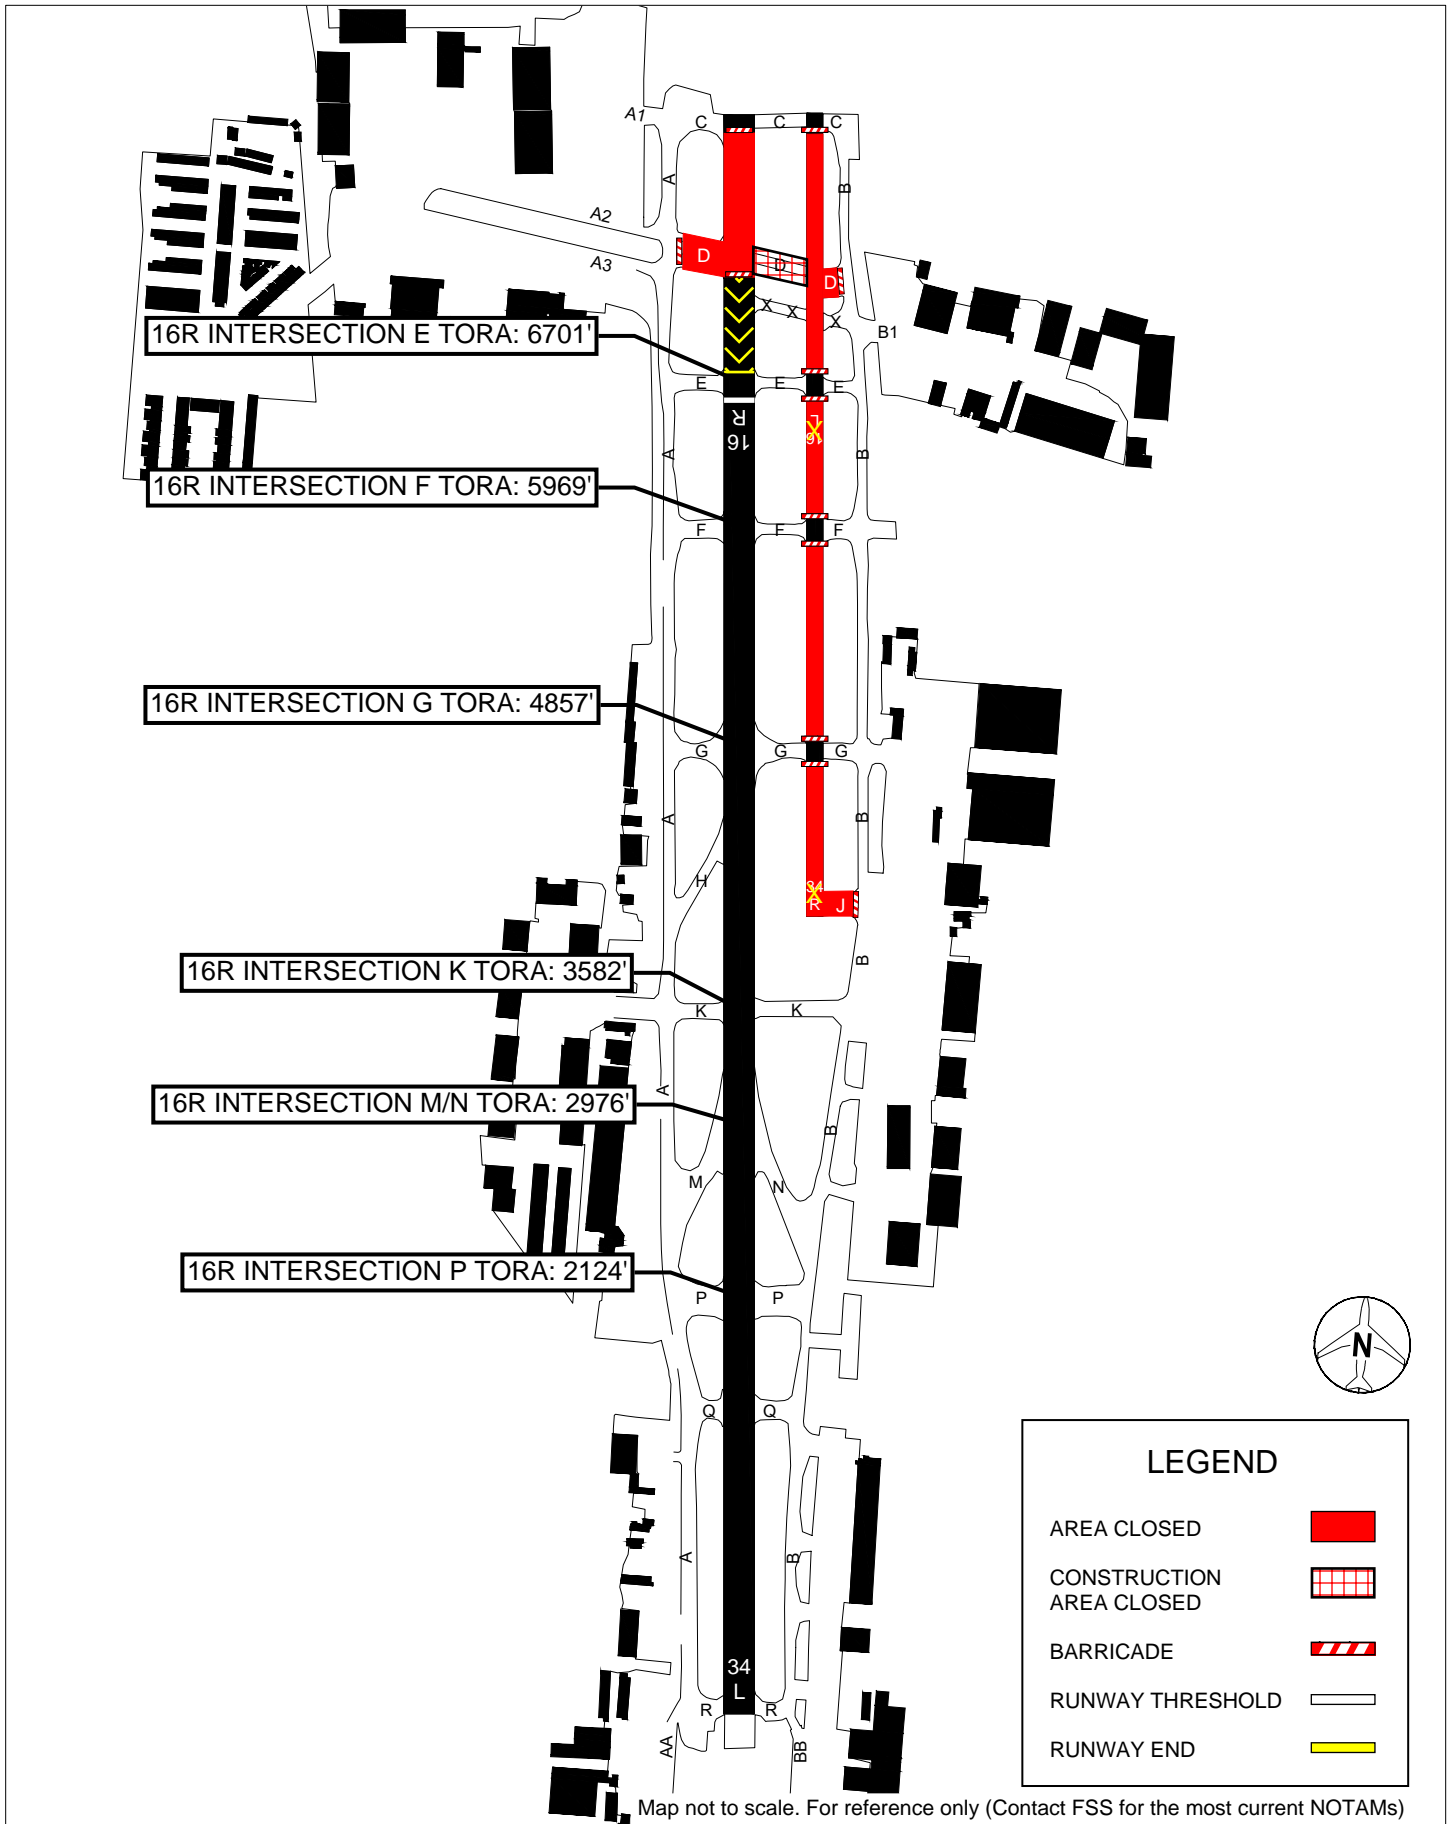 A1
C
C
C
A
B
A2
D
A3
D
D
X
X
X
B1
16R INTERSECTION E TORA: 6701'
E
E
E
16
R
16
L
A
B
16R INTERSECTION F TORA: 5969'
F
F
F
16R INTERSECTION G TORA: 4857'
G
G
G
A
B
H
34
R
J
B
16R INTERSECTION K TORA: 3582'
K
K
A
16R INTERSECTION M/N TORA: 2976'
B
M
N
16R INTERSECTION P TORA: 2124'
P
P
N
Q
Q
LEGEND
AREA CLOSED
CONSTRUCTION
AREA CLOSED
BARRICADE
RUNWAY THRESHOLD
RUNWAY END
A
B
34
L
R
R
AA
BB
Map not to scale. For reference only (Contact FSS for the most current NOTAMs)